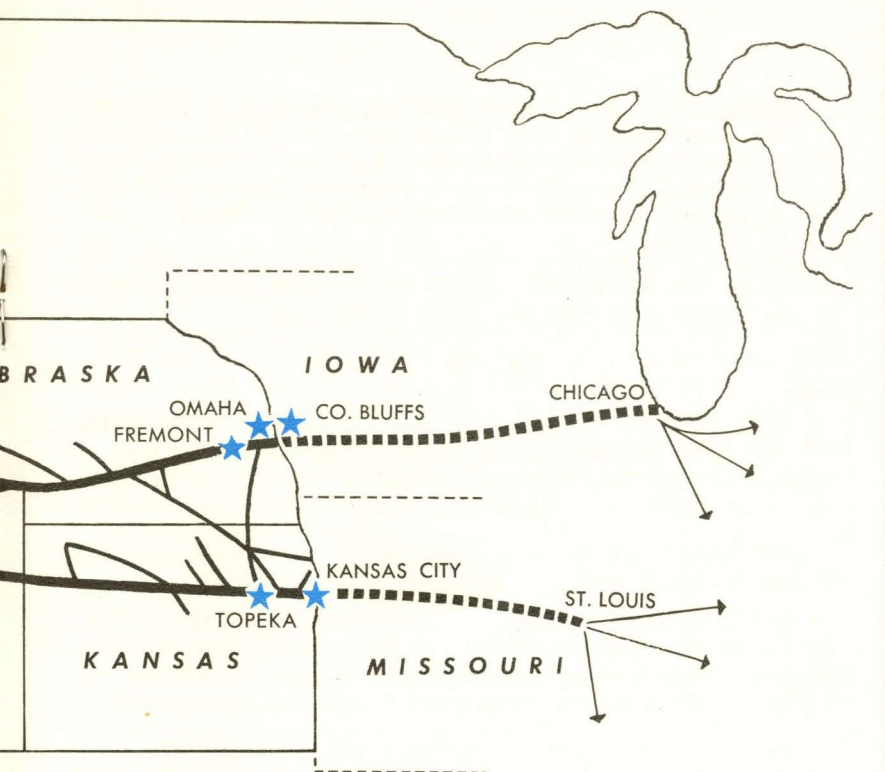 BRASKA
IOWA
CHICAGO
OMAHA
CO. BLUFFS
FREMONT
KANSAS CITY
ST. LOUIS
TOPEKA
KANSAS
MISSOURI